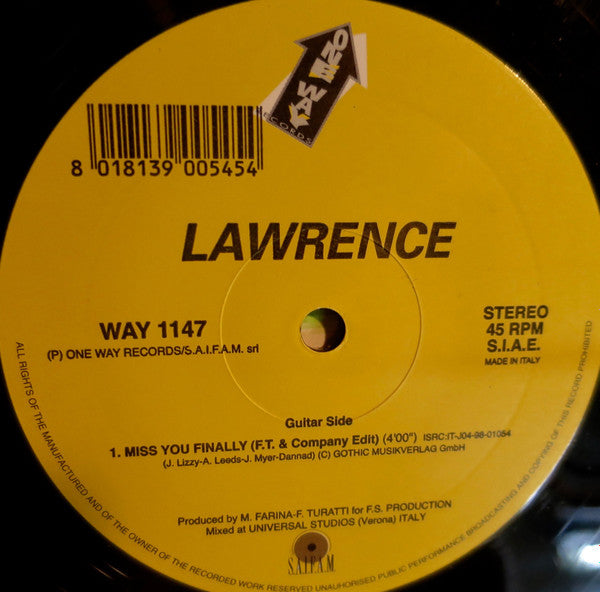 ONE WAY
RECORDS
8 018139 005454
LAWRENCE
WAY 1147
(P) ONE WAY RECORDS/S.A.I.F.A.M. srl
STEREO
45 RPM
S.I.A.E.
MADE IN ITALY
Guitar Side
1. MISS YOU FINALLY (F.T. & Company Edit) (4'00") ISRC:IT-J04-98-01054
(J. Lizzy-A. Leeds-J. Myer-Dannad) (C) GOTHIC MUSIKVERLAG GmbH
Produced by M. FARINA-F. TURATTI for F.S. PRODUCTION
Mixed at UNIVERSAL STUDIOS (Verona) ITALY
S.A.I.F.A.M.
ALL RIGHTS OF THE MANUFACTURED AND OF THE OWNER OF THE RECORDED WORK RESERVED UNAUHORISED PUBLIC PERFORMANCE BROADCASTING AND COPYING OF THIS RECORD PROHIBITED